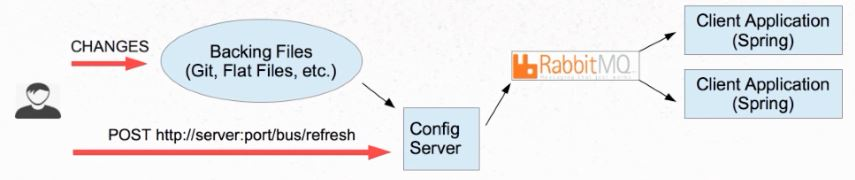 CHANGES
Backing Files
(Git, Flat Files, etc.)
POST http://server:port/bus/refresh
Config
Server
RabbitMQ
Client Application
(Spring)
Client Application
(Spring)